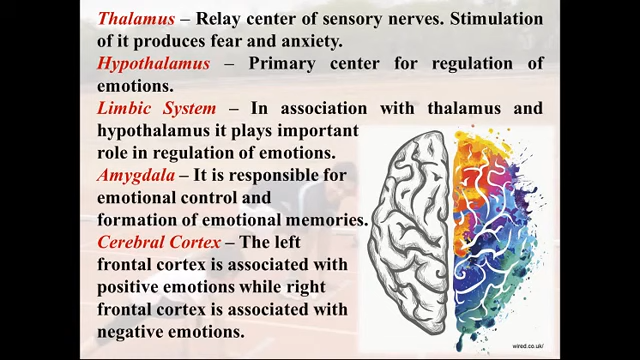 Thalamus – Relay center of sensory nerves. Stimulation
of it produces fear and anxiety.
Hypothalamus – Primary center for regulation of
emotions.
Limbic System – In association with thalamus and
hypothalamus it plays important
role in regulation of emotions.
Amygdala – It is responsible for
emotional control and
formation of emotional memories.
Cerebral Cortex – The left
frontal cortex is associated with
positive emotions while right
frontal cortex is associated with
negative emotions.
wired.co.uk/